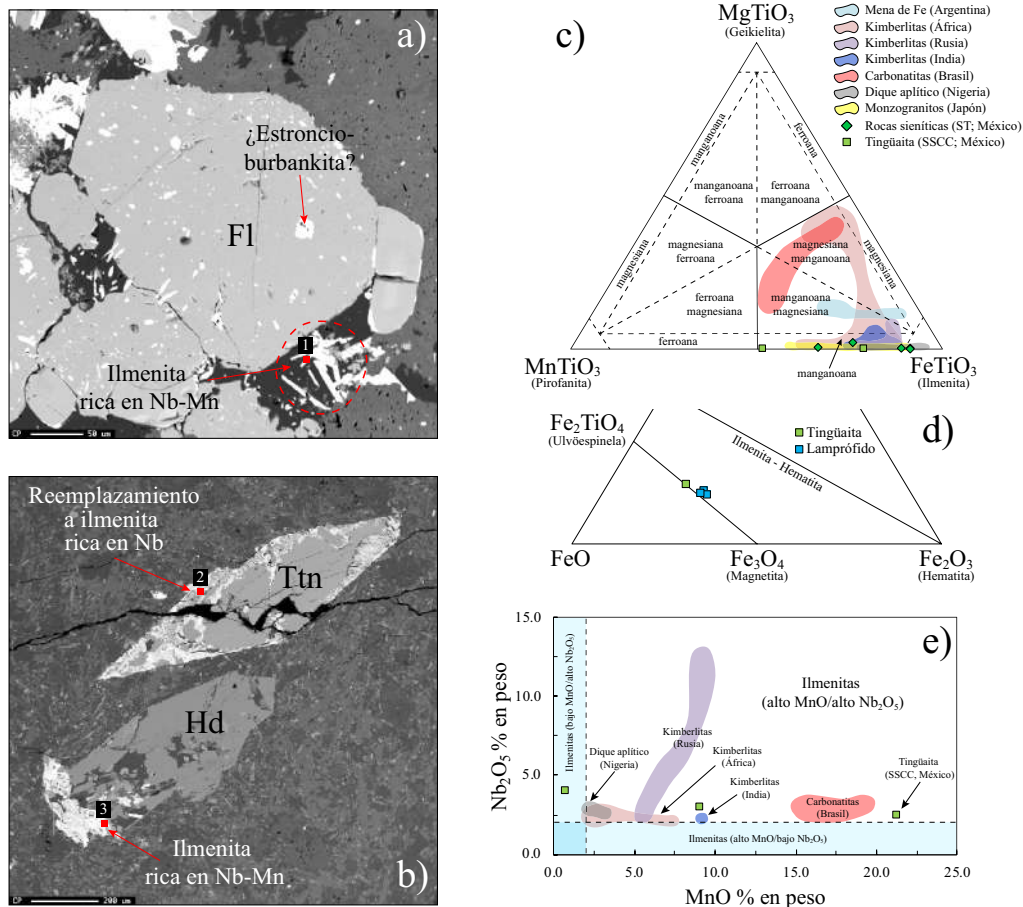 a)
¿Estroncio-
burbankita?
Fl
1
Ilmenita
rica en Nb-Mn
CP 50 um
Reemplazamiento
a ilmenita
rica en Nb
2
Ttn
Hd
3
Ilmenita
rica en Nb-Mn
b)
CP 200 um
c)
MgTiO₃
(Geikielita)
Mena de Fe (Argentina)
Kimberlitas (África)
Kimberlitas (Rusia)
Kimberlitas (India)
Carbonatitas (Brasil)
Dique aplítico (Nigeria)
Monzogranitos (Japón)
Rocas sieníticas (ST; México)
Tingüaita (SSCC; México)
manganoana
ferroana
manganoana
ferroana
ferroana
manganoana
magnesiana
magnesiana
ferroana
magnesiana
manganoana
magnesiana
ferroana
magnesiana
manganoana
magnesiana
ferroana
manganoana
MnTiO₃
(Pirofanita)
FeTiO₃
(Ilmenita)
d)
Fe₂TiO₄
(Ulvöespinela)
Tingüaita
Lamprófido
Ilmenita - Hematita
FeO
Fe₃O₄
(Magnetita)
Fe₂O₃
(Hematita)
e)
Nb₂O₅ % en peso
15.0
10.0
5.0
0.0
Ilmenitas (bajo MnO/alto Nb₂O₅)
Ilmenitas
(alto MnO/alto Nb₂O₅)
Kimberlitas
(Rusia)
Dique aplítico
(Nigeria)
Kimberlitas
(África)
Kimberlitas
(India)
Carbonatitas
(Brasil)
Tingüaita
(SSCC, México)
Ilmenitas (alto MnO/bajo Nb₂O₅)
5.0 10.0 15.0 20.0 25.0
MnO % en peso